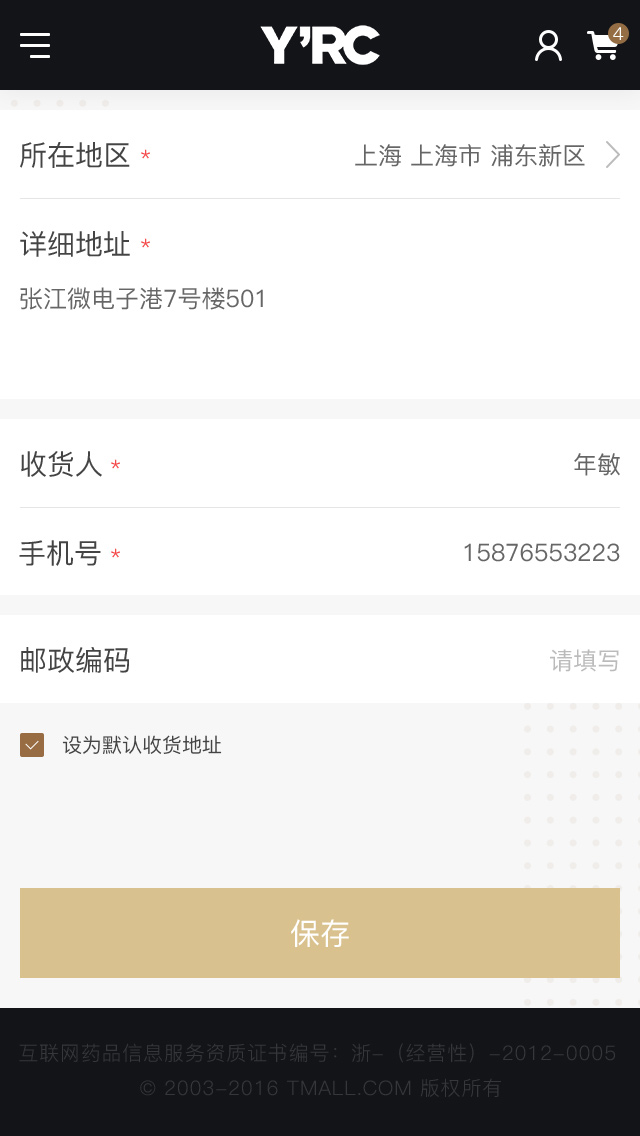 Y'RC
4
所在地区 * 上海 上海市 浦东新区
详细地址 *
张江微电子港7号楼501
收货人 * 年敏
手机号 * 15876553223
邮政编码 请填写
设为默认收货地址
保存
互联网药品信息服务资质证书编号：浙-（经营性）-2012-0005
© 2003-2016 TMALL.COM 版权所有